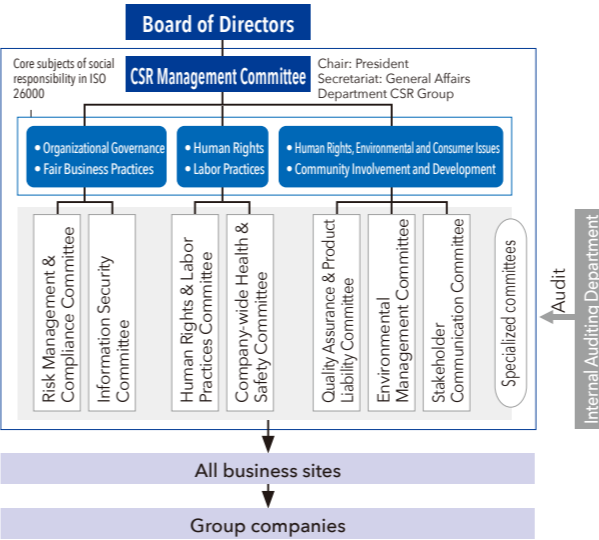 Board of Directors
Core subjects of social
responsibility in ISO
26000
CSR Management Committee
Chair: President
Secretariat: General Affairs
Department CSR Group
• Organizational Governance
• Fair Business Practices
• Human Rights
• Labor Practices
• Human Rights, Environmental and Consumer Issues
• Community Involvement and Development
Risk Management &
Compliance Committee
Information Security
Committee
Human Rights & Labor
Practices Committee
Company-wide Health &
Safety Committee
Quality Assurance & Product
Liability Committee
Environmental
Management Committee
Stakeholder
Communication Committee
Specialized committees
Audit
Internal Auditing Department
All business sites
Group companies